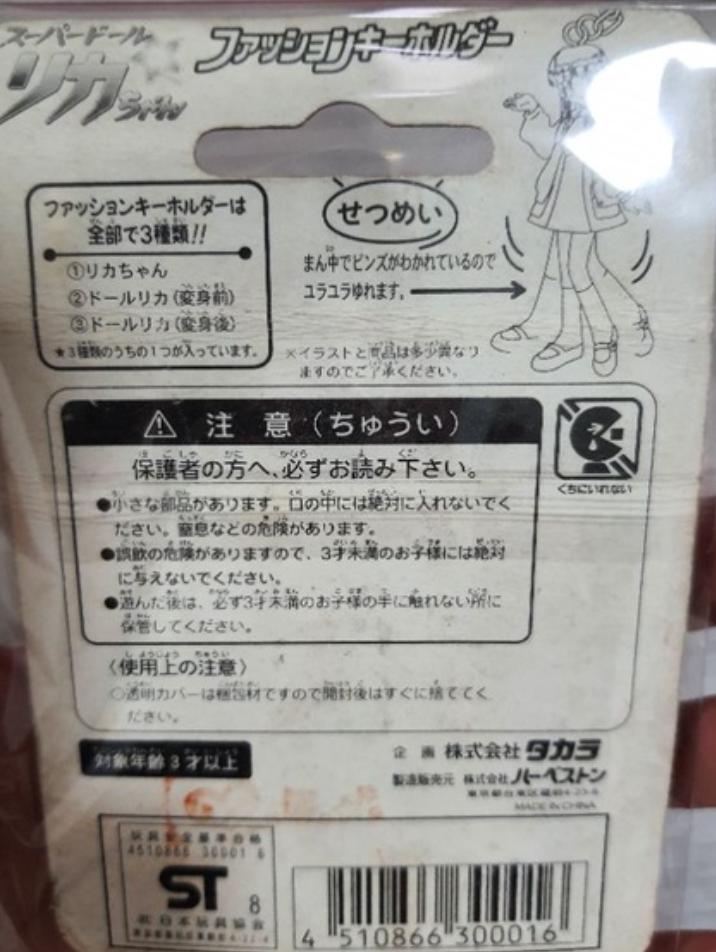 スーパードール
リカちゃん
ファッションキーホルダー
ファッションキーホルダーは
全部で3種類!!
①リカちゃん
②ドールリカ(変身前)
③ドールリカ(変身後)
★3種類のうちの1つが入っています。
せつめい
まん中でピンズがわかれているので
ユラユラゆれます。
※イラストと商品は多少異なり
ますのでご了承ください。
⚠ 注意(ちゅうい)
保護者の方へ、必ずお読み下さい。
●小さな部品があります。口の中には絶対に入れないでく
ださい。窒息などの危険があります。
●誤飲の危険がありますので、3才未満のお子様には絶対
に与えないでください。
●遊んだ後は、必ず3才未満のお子様の手に触れない所に
保管してください。
くちにいれない
〈使用上の注意〉
○透明カバーは梱包材ですので開封後はすぐに捨ててく
ださい。
対象年齢3才以上
企画 株式会社タカラ
製造販売元 株式会社ハーベストン
MADE IN CHINA
玩具安全基準合格
4510866 30001 6
ST 8
日本玩具協会
4 510866 300016